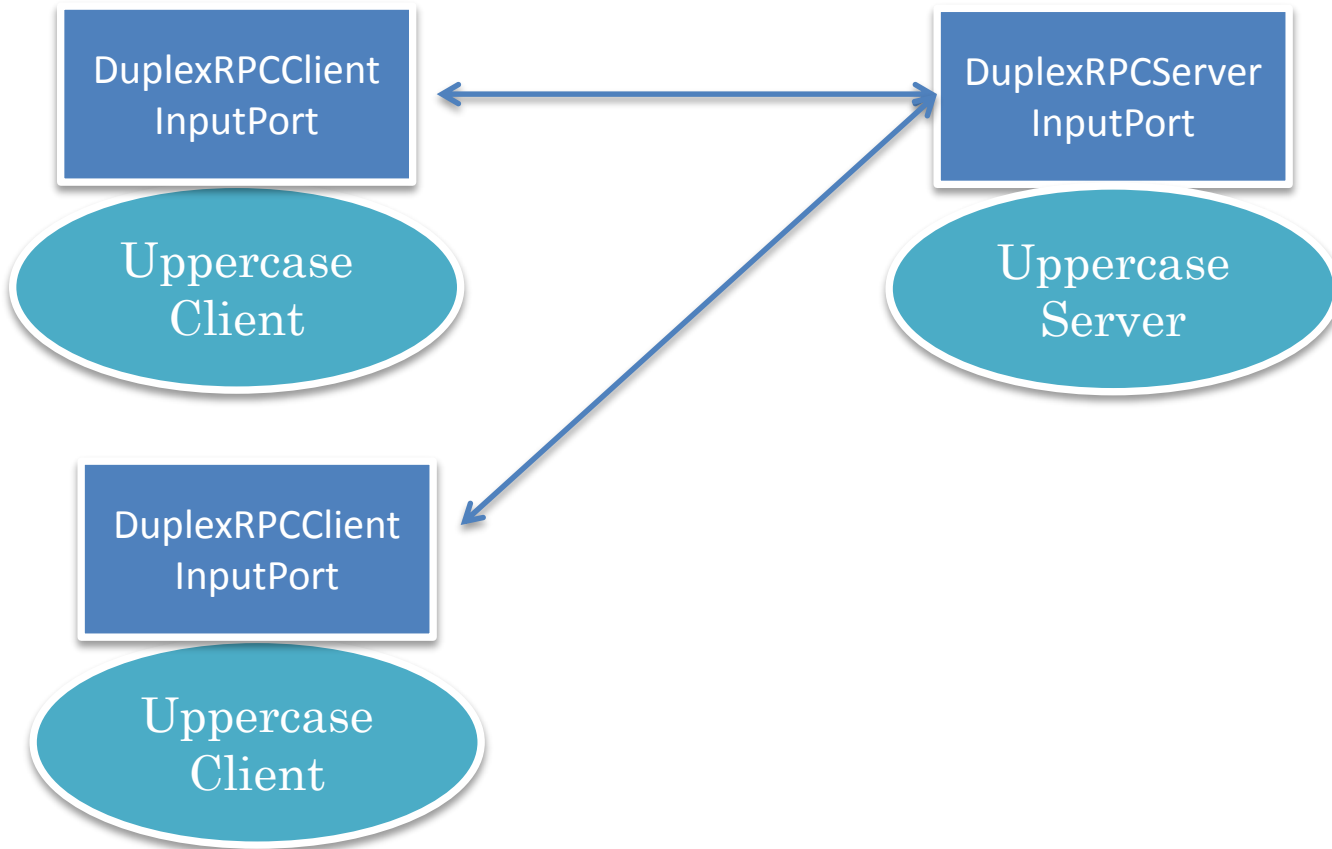 DuplexRPCClient
InputPort
DuplexRPCServer
InputPort
Uppercase
Client
Uppercase
Server
DuplexRPCClient
InputPort
Uppercase
Client